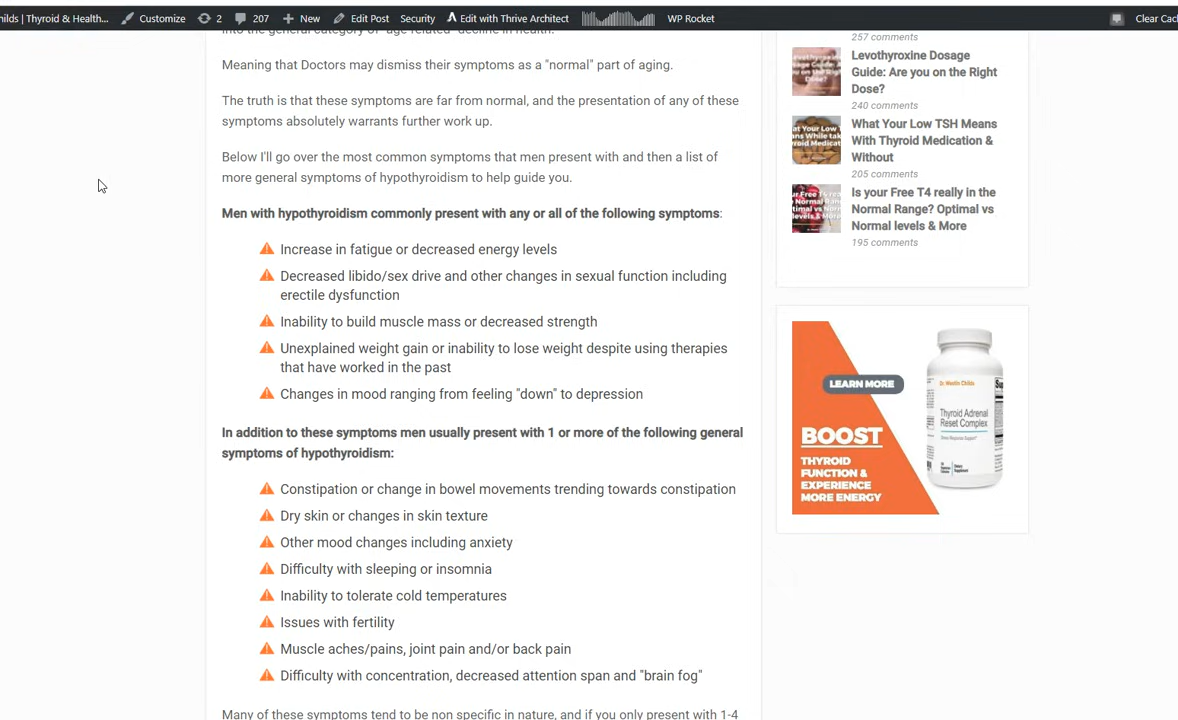 hilds | Thyroid & Health...
Customize
2
207
New
Edit Post
Security
Edit with Thrive Architect
WP Rocket
Clear Cac
into the general category of "age related" decline in health.
Meaning that Doctors may dismiss their symptoms as a "normal" part of aging.
The truth is that these symptoms are far from normal, and the presentation of any of these
symptoms absolutely warrants further work up.
Below I'll go over the most common symptoms that men present with and then a list of
more general symptoms of hypothyroidism to help guide you.
Men with hypothyroidism commonly present with any or all of the following symptoms:
Increase in fatigue or decreased energy levels
Decreased libido/sex drive and other changes in sexual function including
erectile dysfunction
Inability to build muscle mass or decreased strength
Unexplained weight gain or inability to lose weight despite using therapies
that have worked in the past
Changes in mood ranging from feeling "down" to depression
In addition to these symptoms men usually present with 1 or more of the following general
symptoms of hypothyroidism:
Constipation or change in bowel movements trending towards constipation
Dry skin or changes in skin texture
Other mood changes including anxiety
Difficulty with sleeping or insomnia
Inability to tolerate cold temperatures
Issues with fertility
Muscle aches/pains, joint pain and/or back pain
Difficulty with concentration, decreased attention span and "brain fog"
Many of these symptoms tend to be non specific in nature, and if you only present with 1-4
257 comments
Levothyroxine Dosage
Guide: Are you on the Right
Dose?
240 comments
What Your Low TSH Means
With Thyroid Medication &
Without
205 comments
Is your Free T4 really in the
Normal Range? Optimal vs
Normal levels & More
195 comments
LEARN MORE
BOOST
THYROID
FUNCTION &
EXPERIENCE
MORE ENERGY
Dr. Westin Childs
Thyroid Adrenal
Reset Complex